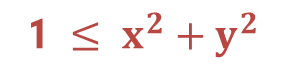 1 ≤ x² + y²